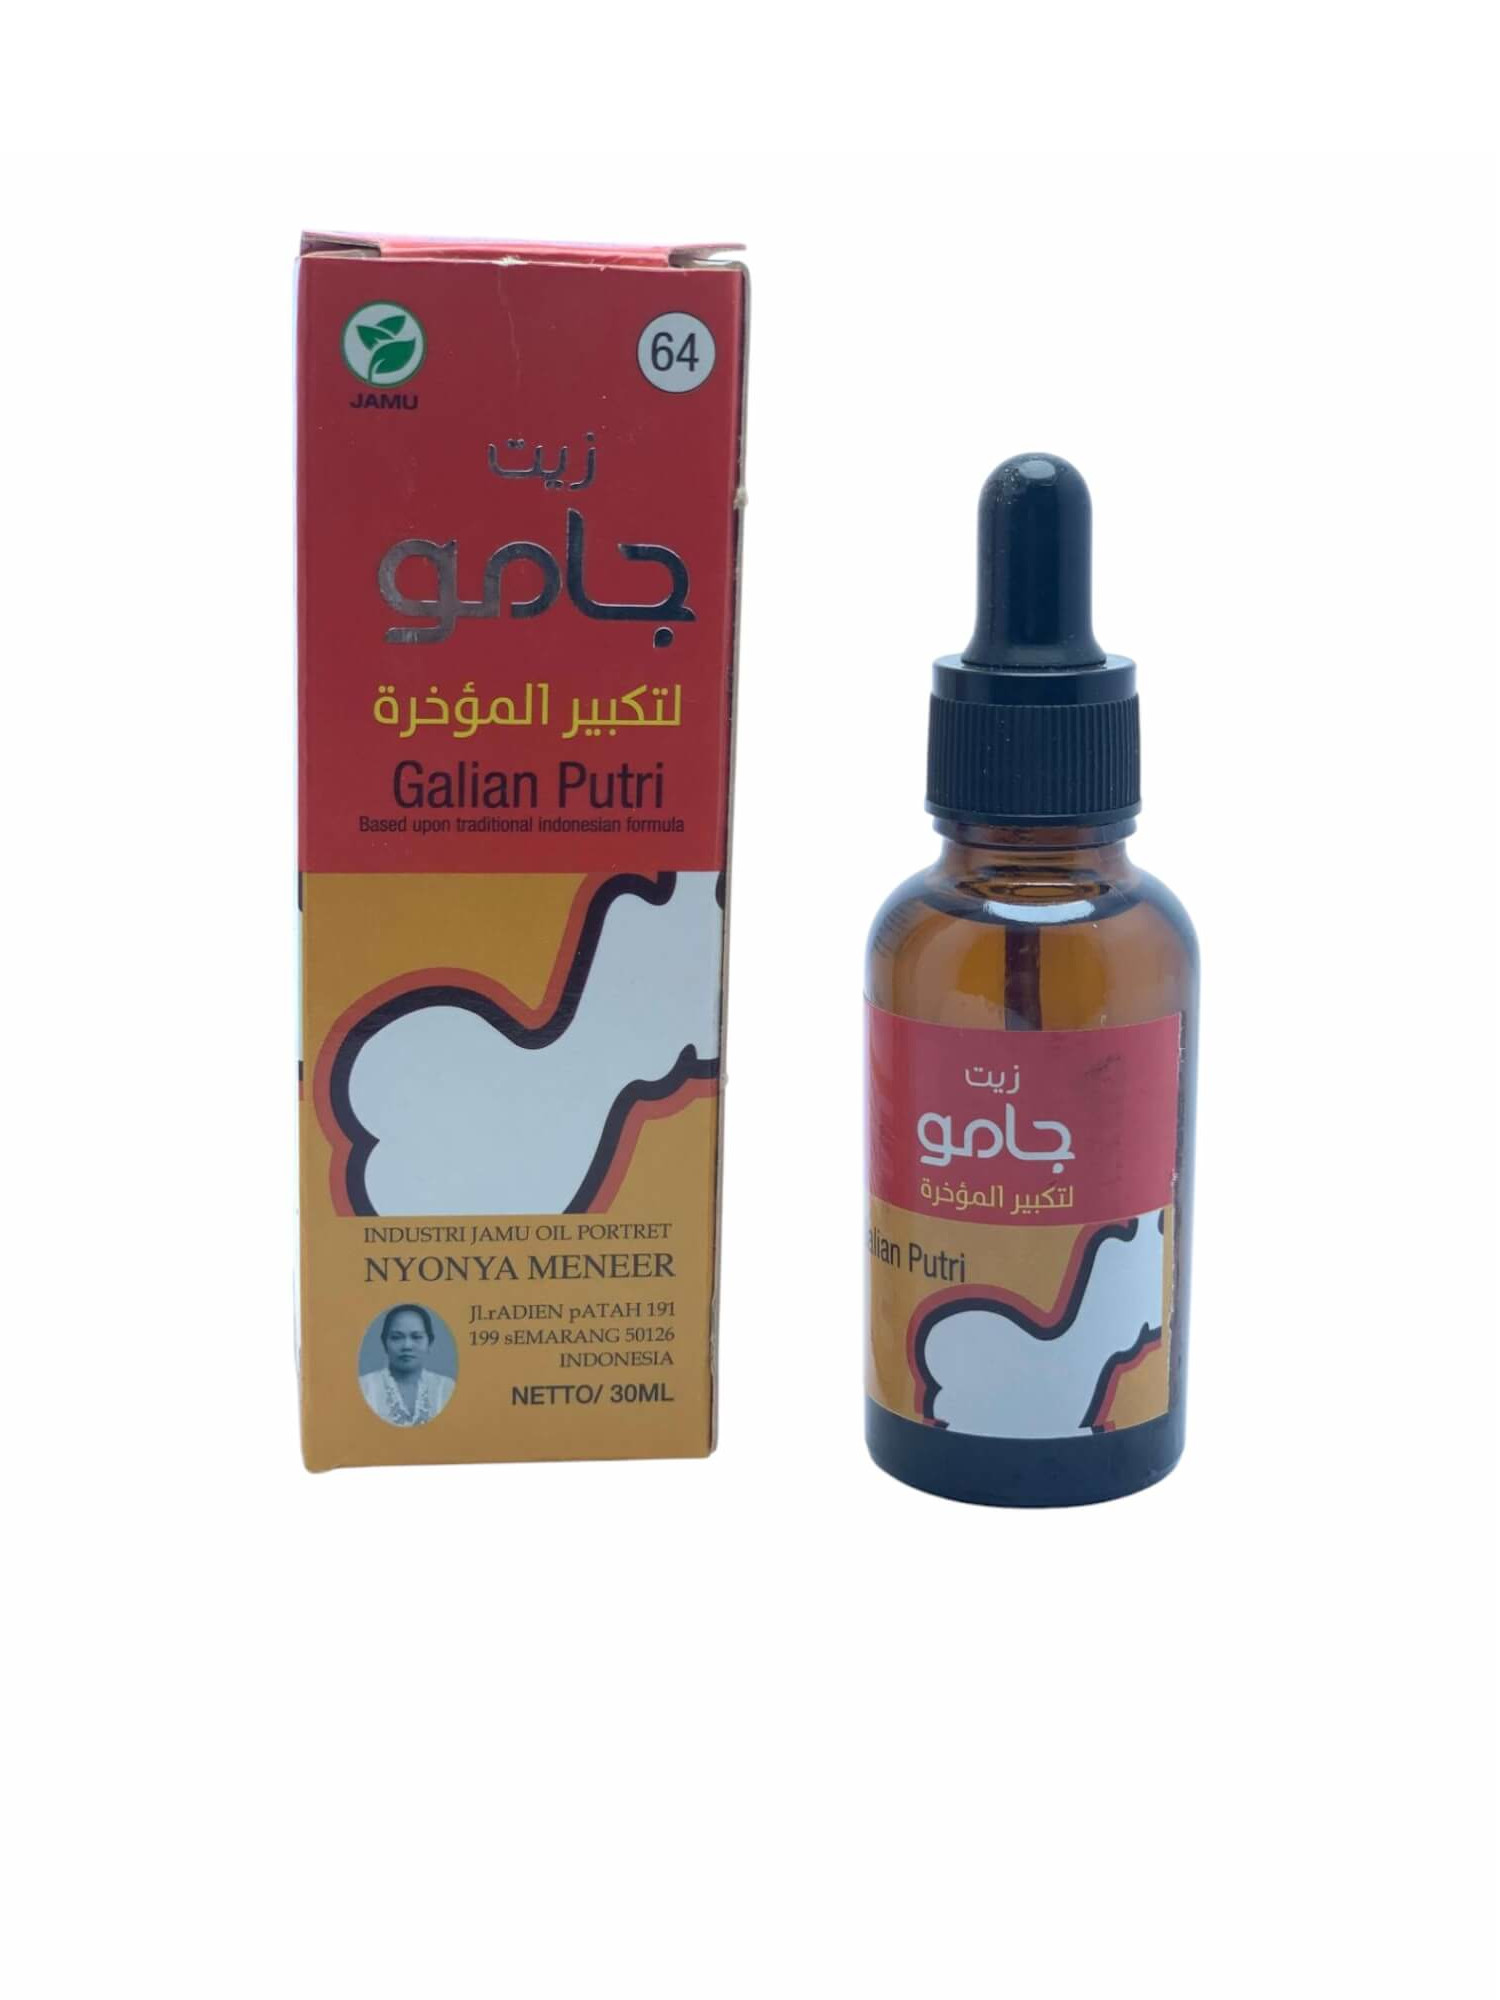 JAMU
64
زيت
جامو
لتكبير المؤخرة
Galian Putri
Based upon traditional indonesian formula
INDUSTRI JAMU OIL PORTRET
NYONYA MENEER
Jl.rADIEN pATAH 191
199 sEMARANG 50126
INDONESIA
NETTO/ 30ML
زيت
جامو
لتكبير المؤخرة
alian Putri